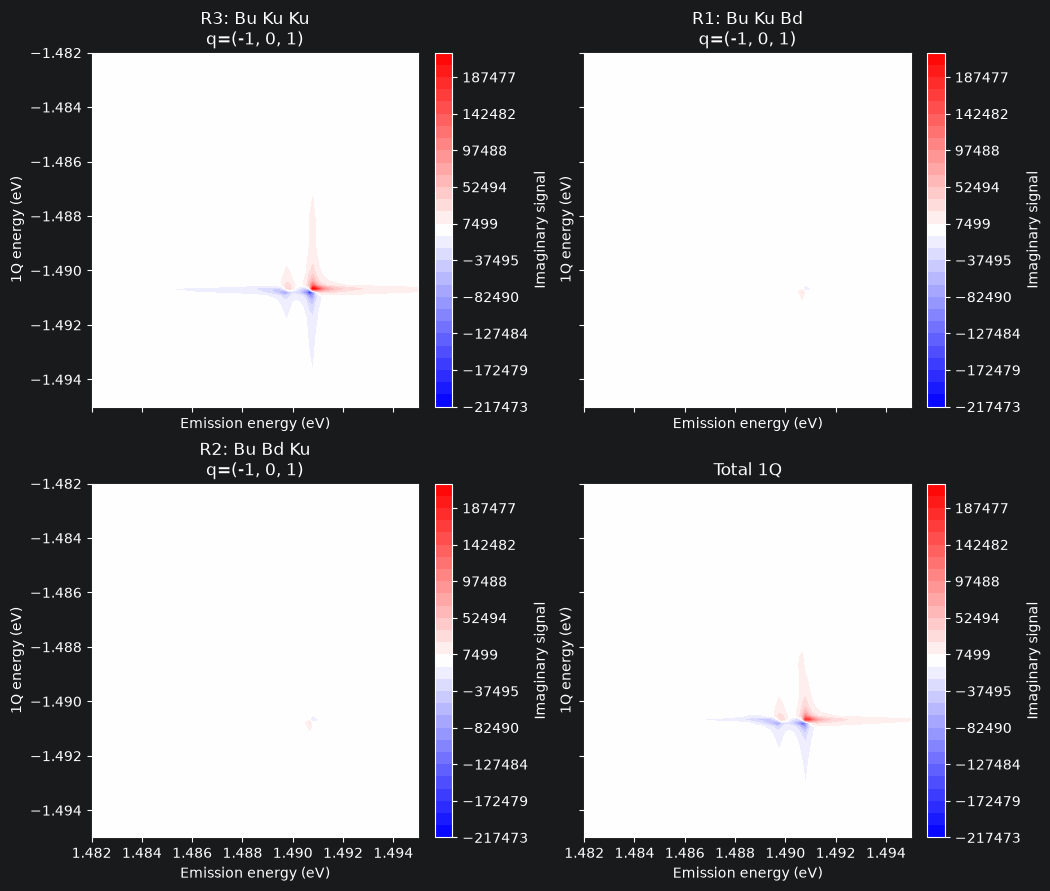 R3: Bu Ku Ku
q=(-1, 0, 1)
1Q energy (eV)
−1.482
−1.484
−1.486
−1.488
−1.490
−1.492
−1.494
Emission energy (eV)
187477
142482
97488
52494
7499
−37495
−82490
−127484
−172479
−217473
Imaginary signal
R1: Bu Ku Bd
q=(-1, 0, 1)
1Q energy (eV)
Emission energy (eV)
187477
142482
97488
52494
7499
−37495
−82490
−127484
−172479
−217473
Imaginary signal
R2: Bu Bd Ku
q=(-1, 0, 1)
1Q energy (eV)
−1.482
−1.484
−1.486
−1.488
−1.490
−1.492
−1.494
1.482 1.484 1.486 1.488 1.490 1.492 1.494
Emission energy (eV)
187477
142482
97488
52494
7499
−37495
−82490
−127484
−172479
−217473
Imaginary signal
Total 1Q
1Q energy (eV)
1.482 1.484 1.486 1.488 1.490 1.492 1.494
Emission energy (eV)
187477
142482
97488
52494
7499
−37495
−82490
−127484
−172479
−217473
Imaginary signal